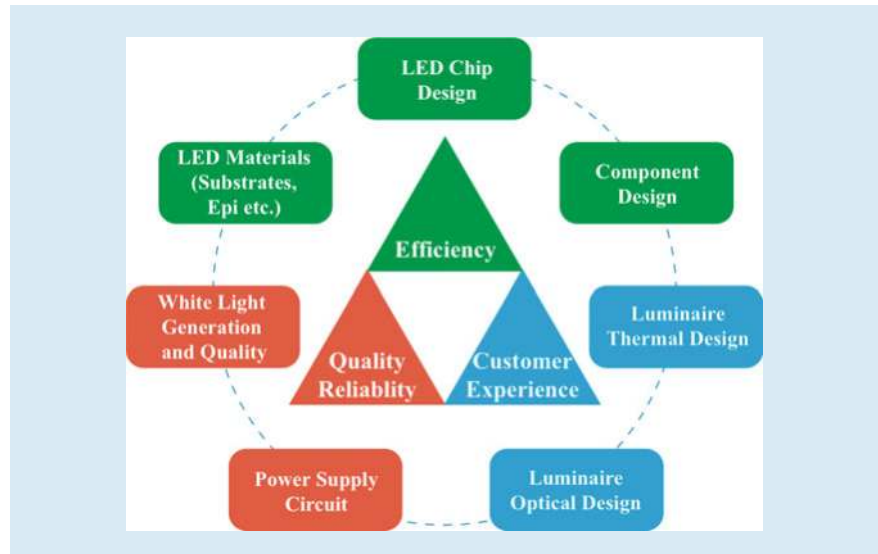 LED Chip
Design
LED Materials
(Substrates,
Epi etc.)
Component
Design
Efficiency
White Light
Generation
and Quality
Luminaire
Thermal Design
Quality
Reliablity
Customer
Experience
Power Supply
Circuit
Luminaire
Optical Design